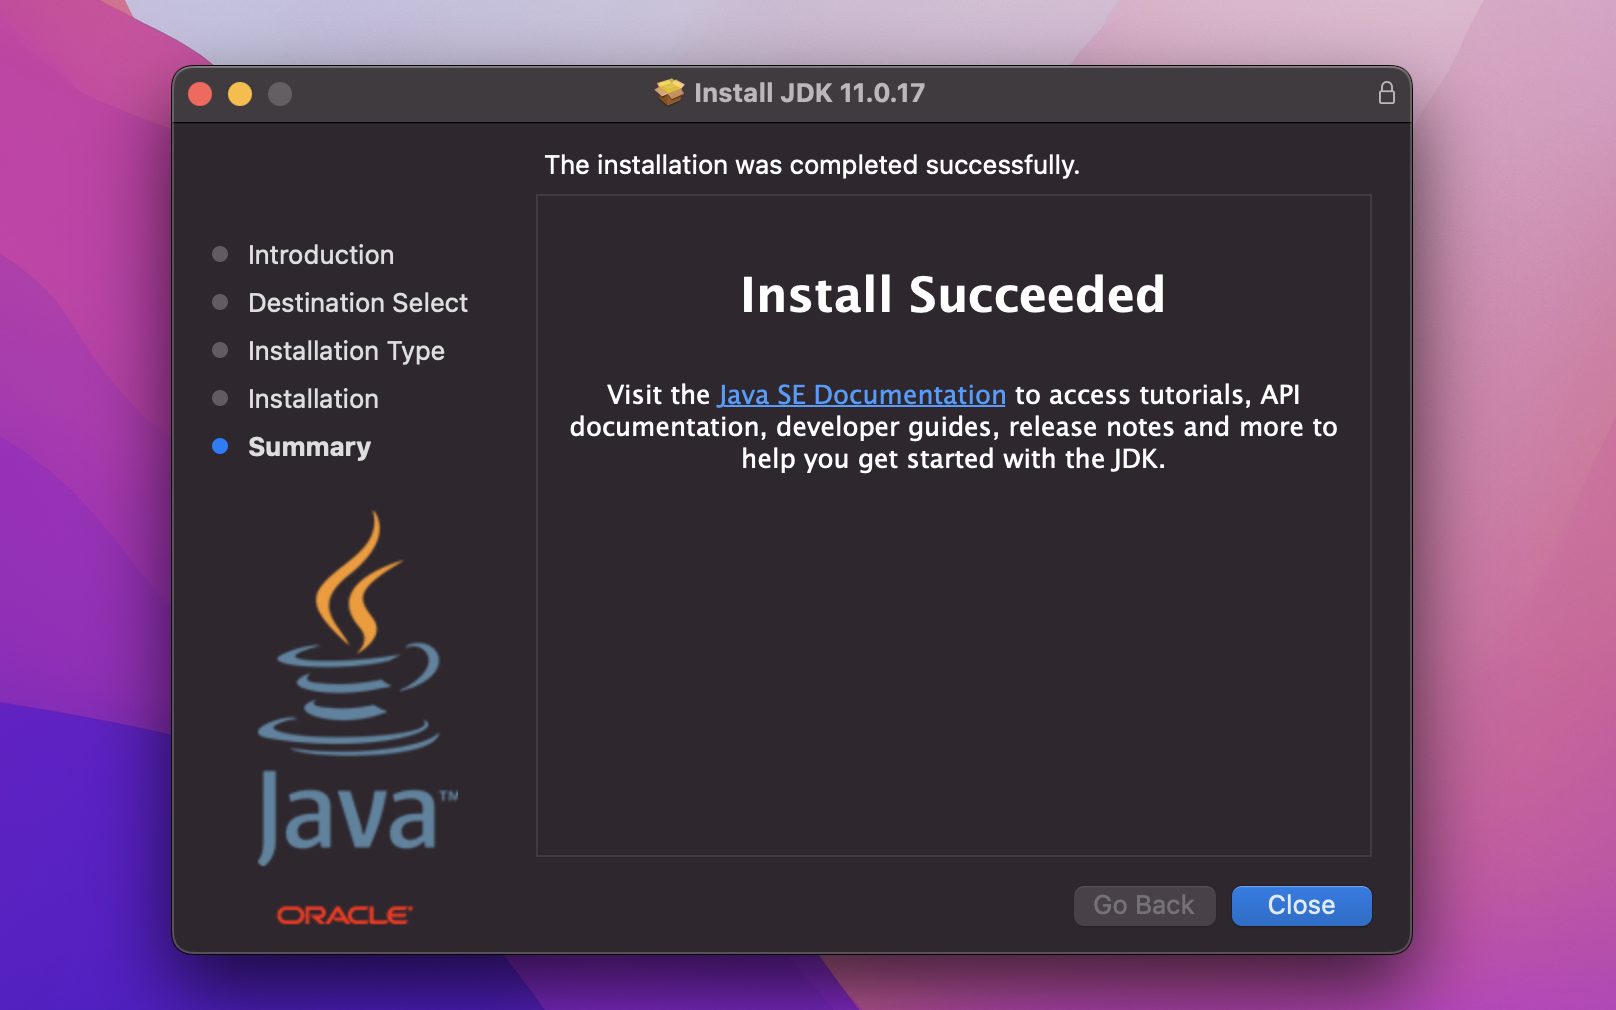 Install JDK 11.0.17
The installation was completed successfully.
Introduction
Destination Select
Installation Type
Installation
Summary
Install Succeeded
Visit the Java SE Documentation to access tutorials, API
documentation, developer guides, release notes and more to
help you get started with the JDK.
Java™
ORACLE®
Go Back
Close